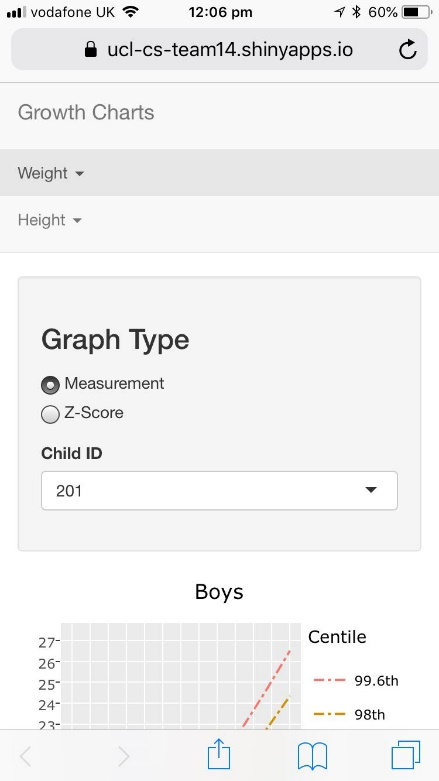 vodafone UK 12:06 pm 60%
ucl-cs-team14.shinyapps.io
Growth Charts
Weight
Height
Graph Type
Measurement
Z-Score
Child ID
201
Boys
Centile
27
26
99.6th
25
24
98th
23